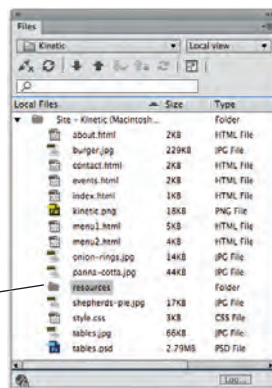 Files
Kinetic Local view
Local Files Size Type
Site - Kinetic (Macintosh... Folder
about.html 2KB HTML File
burger.jpg 229KB JPG File
contact.html 2KB HTML File
events.html 2KB HTML File
index.html 1KB HTML File
kinetic.png 18KB PNG File
menu1.html 5KB HTML File
menu2.html 4KB HTML File
onion-rings.jpg 14KB JPG File
panna-cotta.jpg 44KB JPG File
resources Folder
shepherds-pie.jpg 17KB JPG File
style.css 3KB CSS File
tables.jpg 66KB JPG File
tables.psd 2.79MB PSD File
Log...